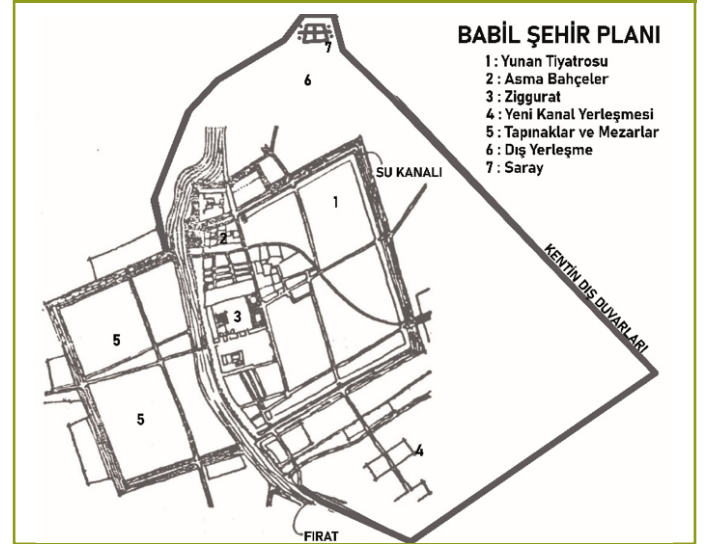 BABİL ŞEHİR PLANI
1 : Yunan Tiyatrosu
2 : Asma Bahçeler
3 : Ziggurat
4 : Yeni Kanal Yerleşmesi
5 : Tapınaklar ve Mezarlar
6 : Dış Yerleşme
7 : Saray
7
6
SU KANALI
1
2
KENTİN DIŞ DUVARLARI
3
5
5
4
FIRAT